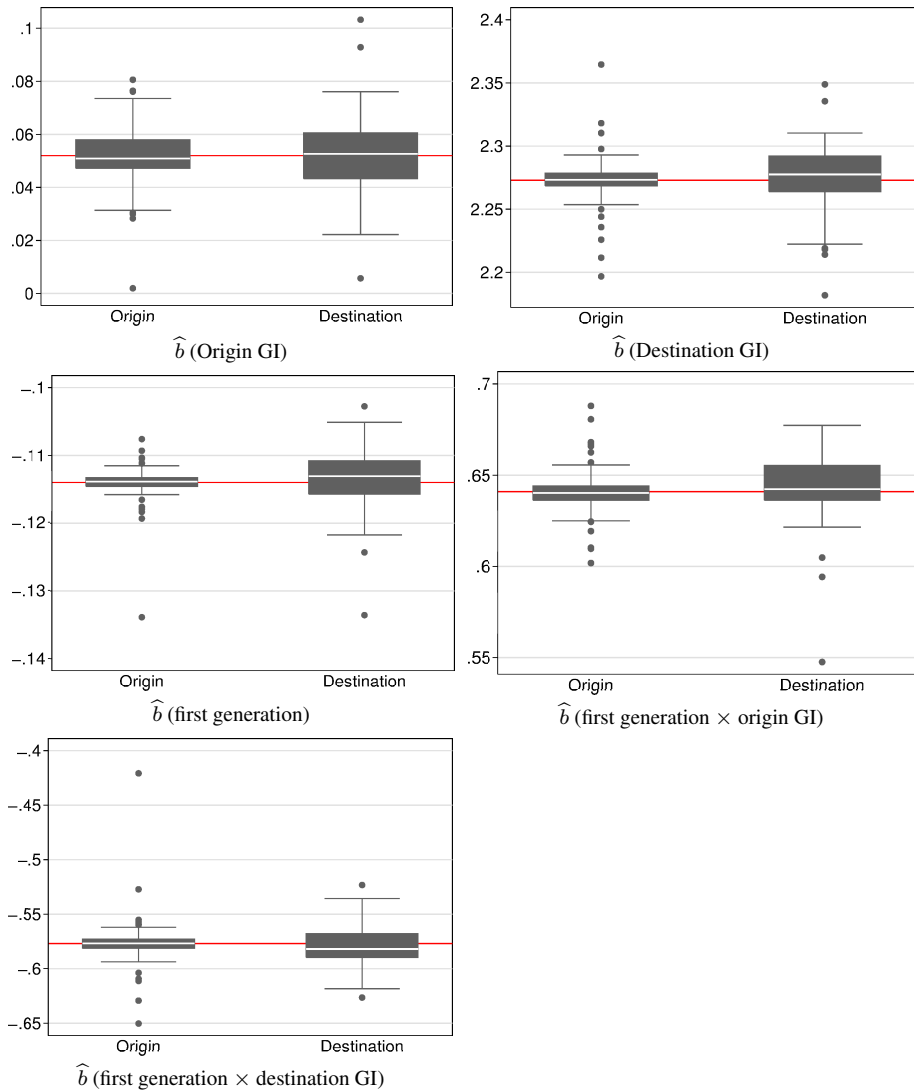 .1
.08
.06
.04
.02
0
Origin
Destination
b̂ (Origin GI)
2.4
2.35
2.3
2.25
2.2
Origin
Destination
b̂ (Destination GI)
−.1
−.11
−.12
−.13
−.14
Origin
Destination
b̂ (first generation)
.7
.65
.6
.55
Origin
Destination
b̂ (first generation × origin GI)
−.4
−.45
−.5
−.55
−.6
−.65
Origin
Destination
b̂ (first generation × destination GI)